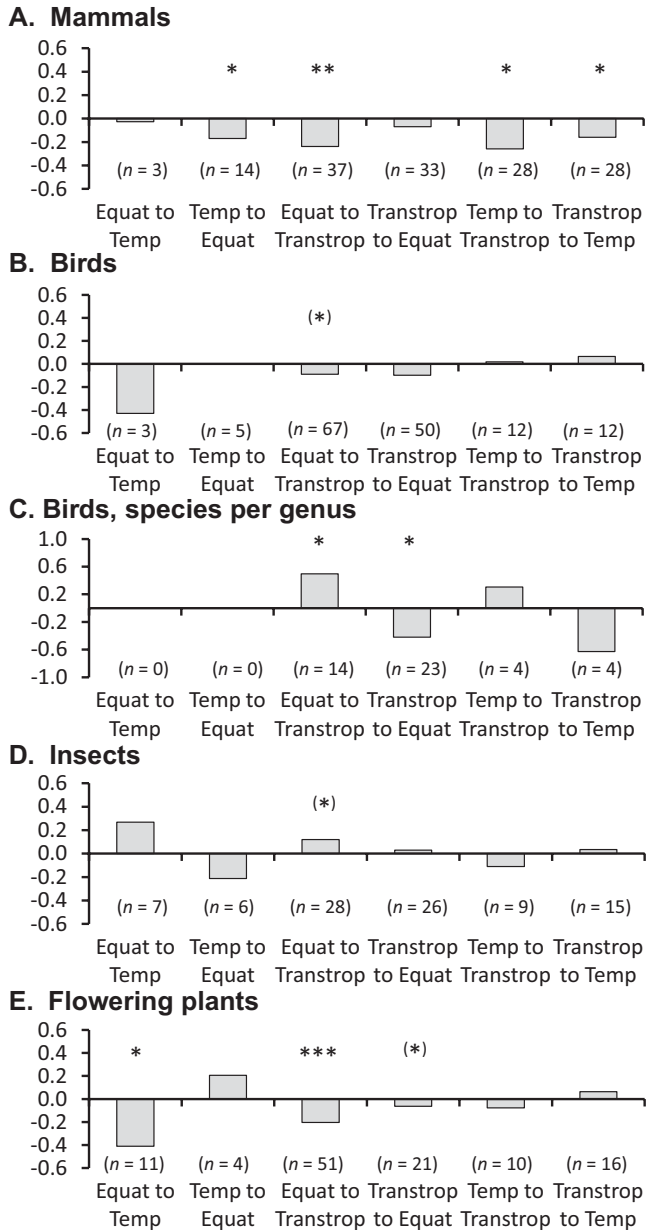 A. Mammals
0.6
0.4
0.2
0.0
-0.2
-0.4
-0.6
* ** * *
(n = 3) (n = 14) (n = 37) (n = 33) (n = 28) (n = 28)
Equat to Temp to Equat to Transtrop Temp to Transtrop
Temp Equat Transtrop to Equat Transtrop to Temp
B. Birds
0.6
0.4
0.2
0.0
-0.2
-0.4
-0.6
(*)
(n = 3) (n = 5) (n = 67) (n = 50) (n = 12) (n = 12)
Equat to Temp to Equat to Transtrop Temp to Transtrop
Temp Equat Transtrop to Equat Transtrop to Temp
C. Birds, species per genus
1.0
0.6
0.2
-0.2
-0.6
-1.0
* *
(n = 0) (n = 0) (n = 14) (n = 23) (n = 4) (n = 4)
Equat to Temp to Equat to Transtrop Temp to Transtrop
Temp Equat Transtrop to Equat Transtrop to Temp
D. Insects
0.6
0.4
0.2
0.0
-0.2
-0.4
-0.6
(*)
(n = 7) (n = 6) (n = 28) (n = 26) (n = 9) (n = 15)
Equat to Temp to Equat to Transtrop Temp to Transtrop
Temp Equat Transtrop to Equat Transtrop to Temp
E. Flowering plants
0.6
0.4
0.2
0.0
-0.2
-0.4
-0.6
* *** (*)
(n = 11) (n = 4) (n = 51) (n = 21) (n = 10) (n = 16)
Equat to Temp to Equat to Transtrop Temp to Transtrop
Temp Equat Transtrop to Equat Transtrop to Temp